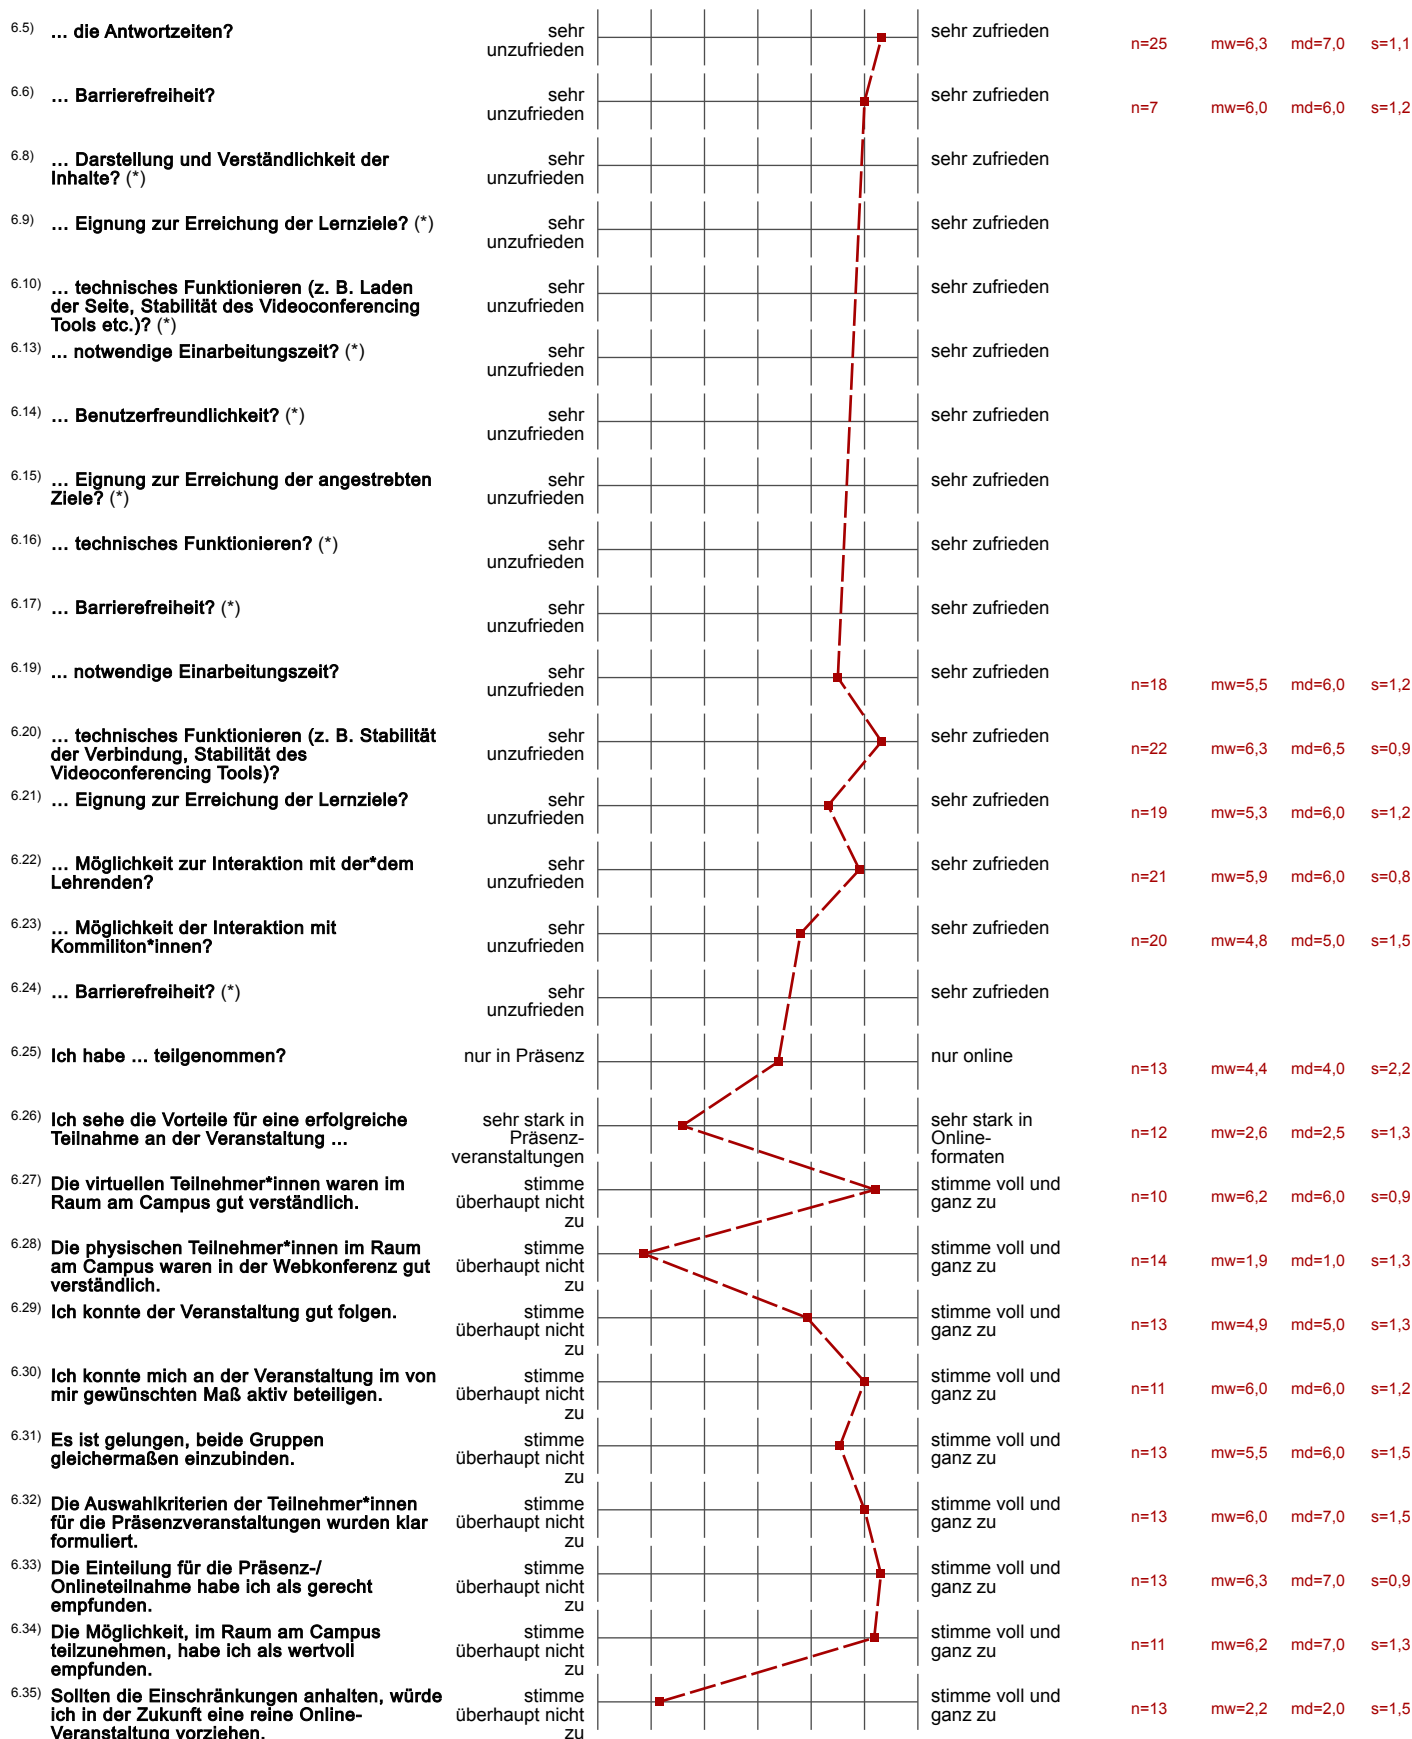 6.5) ... die Antwortzeiten? sehr unzufrieden sehr zufrieden n=25 mw=6,3 md=7,0 s=1,1
6.6) ... Barrierefreiheit? sehr unzufrieden sehr zufrieden n=7 mw=6,0 md=6,0 s=1,2
6.8) ... Darstellung und Verständlichkeit der
Inhalte? (*) sehr unzufrieden sehr zufrieden
6.9) ... Eignung zur Erreichung der Lernziele? (*) sehr unzufrieden sehr zufrieden
6.10) ... technisches Funktionieren (z. B. Laden
der Seite, Stabilität des Videoconferencing
Tools etc.)? (*) sehr unzufrieden sehr zufrieden
6.13) ... notwendige Einarbeitungszeit? (*) sehr unzufrieden sehr zufrieden
6.14) ... Benutzerfreundlichkeit? (*) sehr unzufrieden sehr zufrieden
6.15) ... Eignung zur Erreichung der angestrebten
Ziele? (*) sehr unzufrieden sehr zufrieden
6.16) ... technisches Funktionieren? (*) sehr unzufrieden sehr zufrieden
6.17) ... Barrierefreiheit? (*) sehr unzufrieden sehr zufrieden
6.19) ... notwendige Einarbeitungszeit? sehr unzufrieden sehr zufrieden n=18 mw=5,5 md=6,0 s=1,2
6.20) ... technisches Funktionieren (z. B. Stabilität
der Verbindung, Stabilität des
Videoconferencing Tools)? sehr unzufrieden sehr zufrieden n=22 mw=6,3 md=6,5 s=0,9
6.21) ... Eignung zur Erreichung der Lernziele? sehr unzufrieden sehr zufrieden n=19 mw=5,3 md=6,0 s=1,2
6.22) ... Möglichkeit zur Interaktion mit der*dem
Lehrenden? sehr unzufrieden sehr zufrieden n=21 mw=5,9 md=6,0 s=0,8
6.23) ... Möglichkeit der Interaktion mit
Kommiliton*innen? sehr unzufrieden sehr zufrieden n=20 mw=4,8 md=5,0 s=1,5
6.24) ... Barrierefreiheit? (*) sehr unzufrieden sehr zufrieden
6.25) Ich habe ... teilgenommen? nur in Präsenz nur online n=13 mw=4,4 md=4,0 s=2,2
6.26) Ich sehe die Vorteile für eine erfolgreiche
Teilnahme an der Veranstaltung ... sehr stark in Präsenz-veranstaltungen sehr stark in Online-formaten n=12 mw=2,6 md=2,5 s=1,3
6.27) Die virtuellen Teilnehmer*innen waren im
Raum am Campus gut verständlich. stimme überhaupt nicht zu stimme voll und ganz zu n=10 mw=6,2 md=6,0 s=0,9
6.28) Die physischen Teilnehmer*innen im Raum
am Campus waren in der Webkonferenz gut
verständlich. stimme überhaupt nicht zu stimme voll und ganz zu n=14 mw=1,9 md=1,0 s=1,3
6.29) Ich konnte der Veranstaltung gut folgen. stimme überhaupt nicht zu stimme voll und ganz zu n=13 mw=4,9 md=5,0 s=1,3
6.30) Ich konnte mich an der Veranstaltung im von
mir gewünschten Maß aktiv beteiligen. stimme überhaupt nicht zu stimme voll und ganz zu n=11 mw=6,0 md=6,0 s=1,2
6.31) Es ist gelungen, beide Gruppen
gleichermaßen einzubinden. stimme überhaupt nicht zu stimme voll und ganz zu n=13 mw=5,5 md=6,0 s=1,5
6.32) Die Auswahlkriterien der Teilnehmer*innen
für die Präsenzveranstaltungen wurden klar
formuliert. stimme überhaupt nicht zu stimme voll und ganz zu n=13 mw=6,0 md=7,0 s=1,5
6.33) Die Einteilung für die Präsenz-/
Onlineteilnahme habe ich als gerecht
empfunden. stimme überhaupt nicht zu stimme voll und ganz zu n=13 mw=6,3 md=7,0 s=0,9
6.34) Die Möglichkeit, im Raum am Campus
teilzunehmen, habe ich als wertvoll
empfunden. stimme überhaupt nicht zu stimme voll und ganz zu n=11 mw=6,2 md=7,0 s=1,3
6.35) Sollten die Einschränkungen anhalten, würde
ich in der Zukunft eine reine Online-
Veranstaltung vorziehen. stimme überhaupt nicht zu stimme voll und ganz zu n=13 mw=2,2 md=2,0 s=1,5